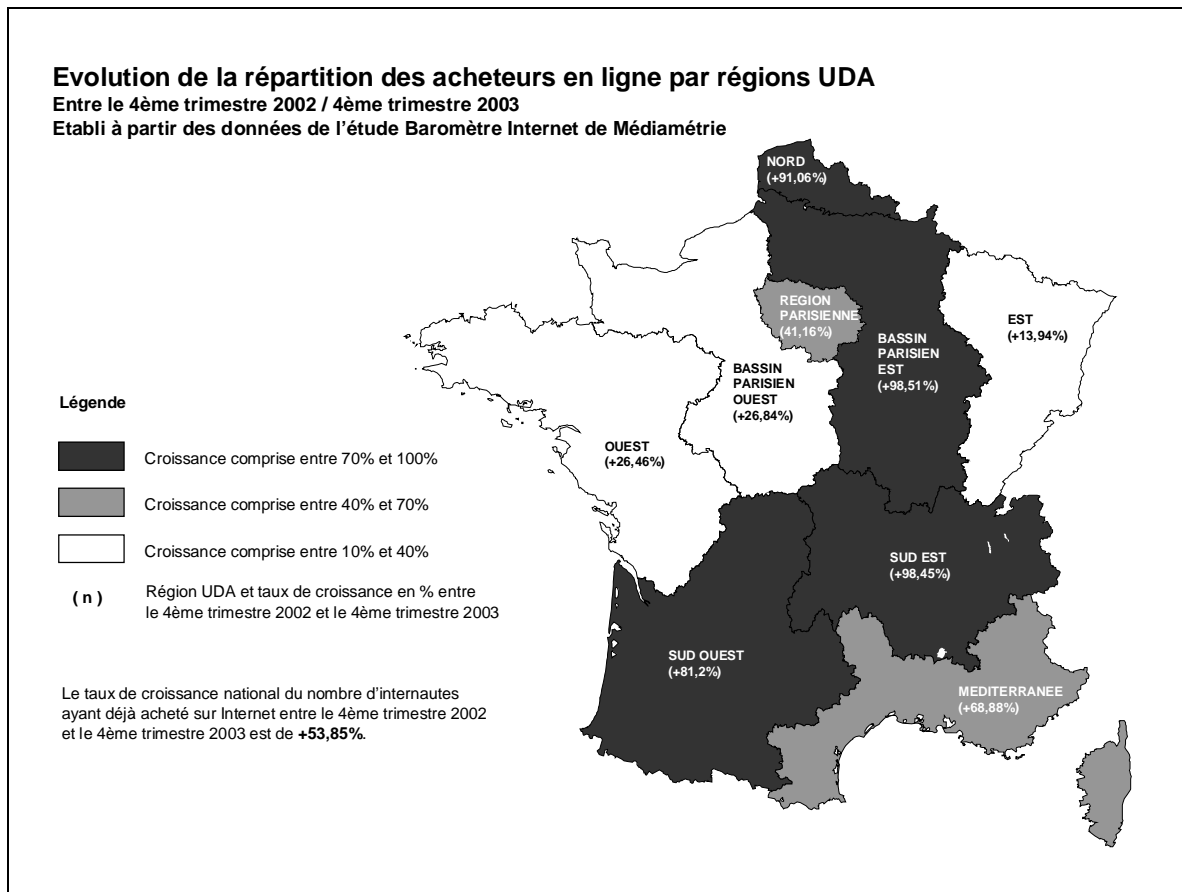 Evolution de la répartition des acheteurs en ligne par régions UDA
Entre le 4ème trimestre 2002 / 4ème trimestre 2003
Etabli à partir des données de l'étude Baromètre Internet de Médiamétrie
NORD
(+91,06%)
REGION
PARISIENNE
(41,16%)
EST
(+13,94%)
BASSIN
PARISIEN
EST
(+98,51%)
BASSIN
PARISIEN
OUEST
(+26,84%)
OUEST
(+26,46%)
SUD EST
(+98,45%)
SUD OUEST
(+81,2%)
MEDITERRANEE
(+68,88%)
Légende
Croissance comprise entre 70% et 100%
Croissance comprise entre 40% et 70%
Croissance comprise entre 10% et 40%
( n ) Région UDA et taux de croissance en % entre
le 4ème trimestre 2002 et le 4ème trimestre 2003
Le taux de croissance national du nombre d'internautes
ayant déjà acheté sur Internet entre le 4ème trimestre 2002
et le 4ème trimestre 2003 est de +53,85%.